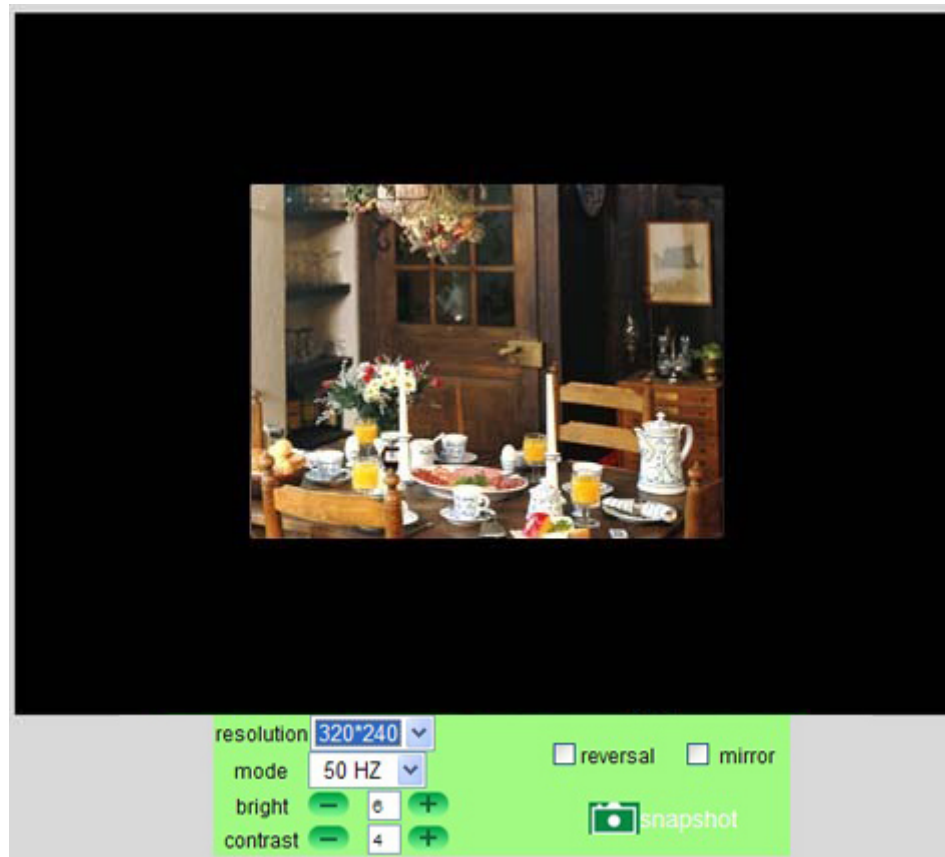 resolution 320*240
reversal mirror
mode 50 HZ
bright 6
snapshot
contrast 4